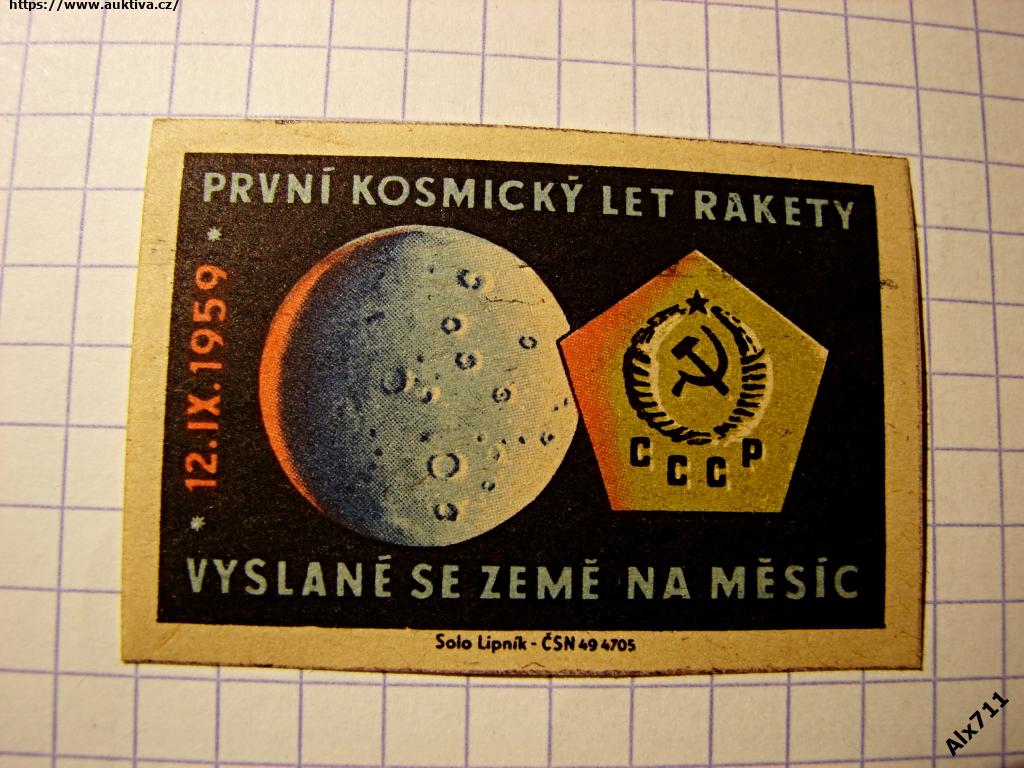 https://www.auktiva.cz/
PRVNÍ KOSMICKÝ LET RAKETY
* 12.IX.1959 *
СССР
VYSLANÉ SE ZEMĚ NA MĚSÍC
Solo Lipník - ČSN 49 4705
Alx711